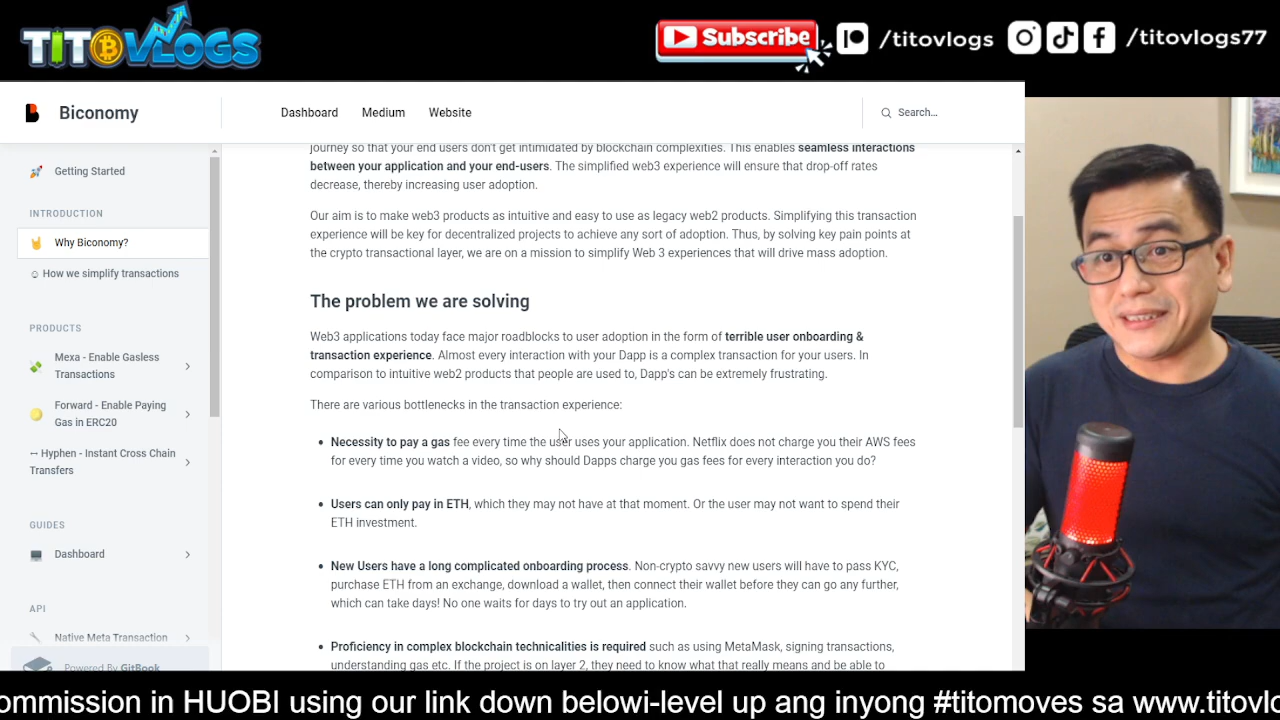 TITOVLOGS
Subscribe
/titovlogs
/titovlogs77
Biconomy
Dashboard
Medium
Website
Search...
Getting Started
INTRODUCTION
Why Biconomy?
How we simplify transactions
PRODUCTS
Mexa - Enable Gasless
Transactions
Forward - Enable Paying
Gas in ERC20
Hyphen - Instant Cross Chain
Transfers
GUIDES
Dashboard
API
Native Meta Transaction
Powered By GitBook
journey so that your end users don't get intimidated by blockchain complexities. This enables seamless interactions
between your application and your end-users. The simplified web3 experience will ensure that drop-off rates
decrease, thereby increasing user adoption.
Our aim is to make web3 products as intuitive and easy to use as legacy web2 products. Simplifying this transaction
experience will be key for decentralized projects to achieve any sort of adoption. Thus, by solving key pain points at
the crypto transactional layer, we are on a mission to simplify Web 3 experiences that will drive mass adoption.
The problem we are solving
Web3 applications today face major roadblocks to user adoption in the form of terrible user onboarding &
transaction experience. Almost every interaction with your Dapp is a complex transaction for your users. In
comparison to intuitive web2 products that people are used to, Dapp's can be extremely frustrating.
There are various bottlenecks in the transaction experience:
• Necessity to pay a gas fee every time the user uses your application. Netflix does not charge you their AWS fees
for every time you watch a video, so why should Dapps charge you gas fees for every interaction you do?
• Users can only pay in ETH, which they may not have at that moment. Or the user may not want to spend their
ETH investment.
• New Users have a long complicated onboarding process. Non-crypto savvy new users will have to pass KYC,
purchase ETH from an exchange, download a wallet, then connect their wallet before they can go any further,
which can take days! No one waits for days to try out an application.
• Proficiency in complex blockchain technicalities is required such as using MetaMask, signing transactions,
understanding gas etc. If the project is on layer 2, they need to know what that really means and be able to
ommission in HUOBI using our link down belowi-level up ang inyong #titomoves sa www.titovlo